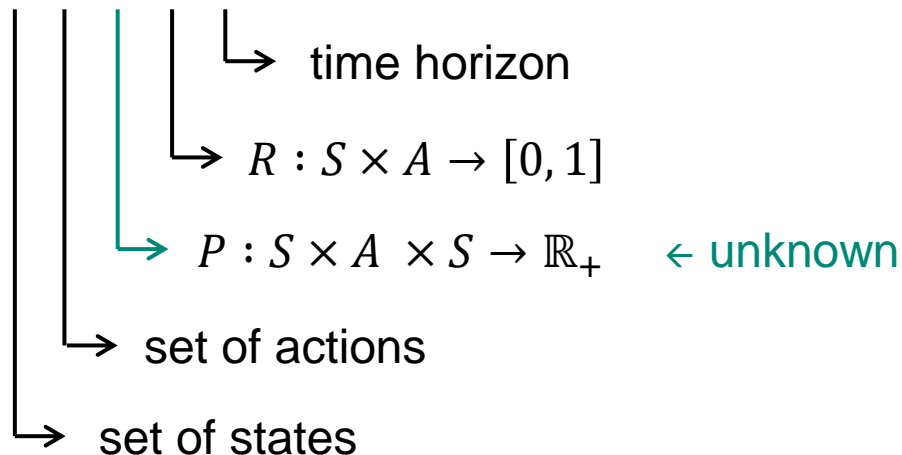 time horizon
R : S × A → [0, 1]
P : S × A × S → ℝ₊ ← unknown
set of actions
set of states